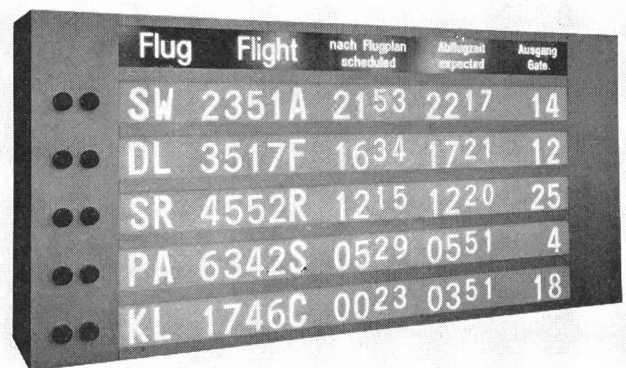 Flug Flight nach Flugplan scheduled Abflugzeit expected Ausgang Gate.
SW 2351A 2153 2217 14
DL 3517F 1634 1721 12
SR 4552R 1215 1220 25
PA 6342S 0529 0551 4
KL 1746C 0023 0351 18